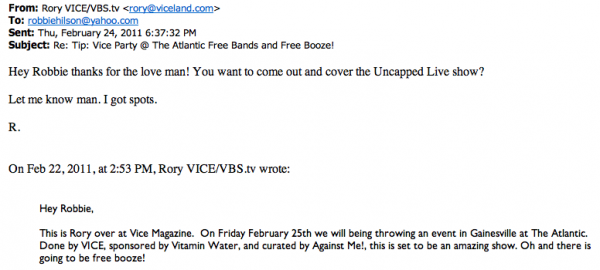 From: Rory VICE/VBS.tv <rory@viceland.com>
To: robbiehilson@yahoo.com
Sent: Thu, February 24, 2011 6:37:32 PM
Subject: Re: Tip: Vice Party @ The Atlantic Free Bands and Free Booze!
Hey Robbie thanks for the love man! You want to come out and cover the Uncapped Live show?
Let me know man. I got spots.
R.
On Feb 22, 2011, at 2:53 PM, Rory VICE/VBS.tv wrote:
Hey Robbie,
This is Rory over at Vice Magazine. On Friday February 25th we will being throwing an event in Gainesville at The Atlantic.
Done by VICE, sponsored by Vitamin Water, and curated by Against Me!, this is set to be an amazing show. Oh and there is
going to be free booze!